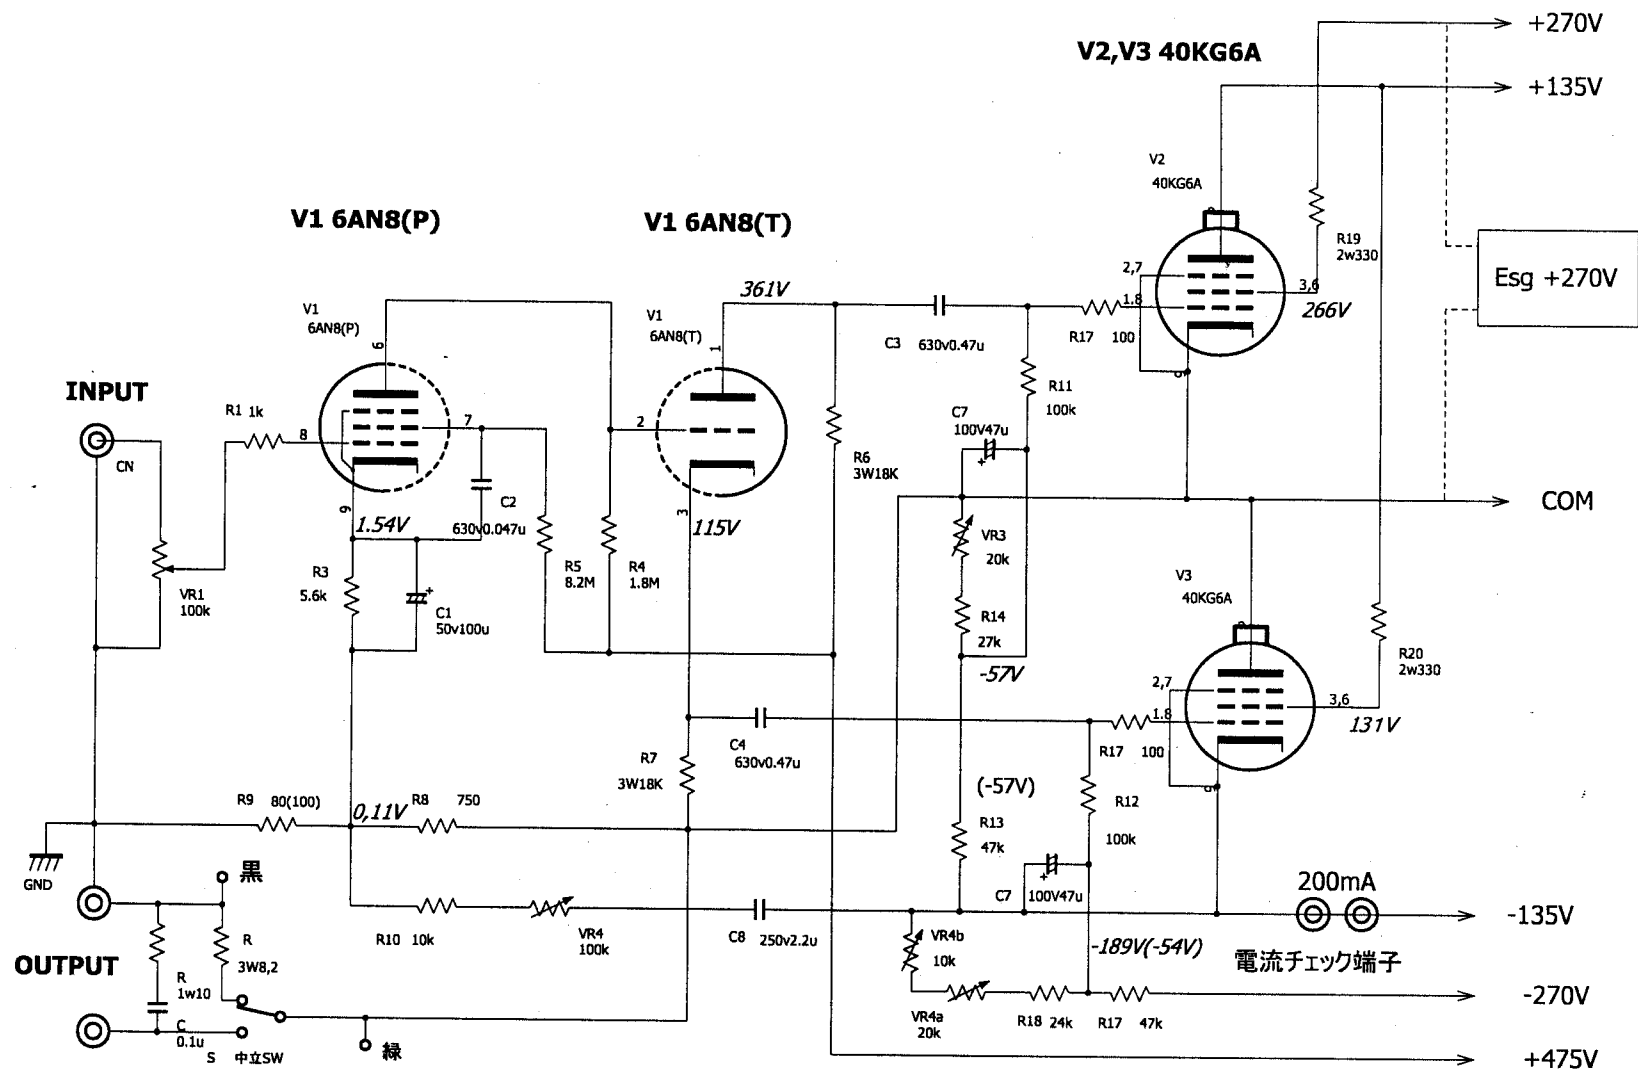 +270V
V2,V3 40KG6A
+135V
V2
40KG6A
V1 6AN8(P)
V1 6AN8(T)
R19
2w330
2,7
3,6
Esg +270V
361V
266V
V1
6AN8(P)
V1
6AN8(T)
1.8
6
1
C3 630v0.47u
R17 100
R11
100k
INPUT
R1 1k
8
7
2
CN
C7
100V47u
+
R6
3W18K
9
1.54V
C2
630v0.047u
3
115V
COM
VR3
20k
R3
5.6k
VR1
100k
+
C1
50v100u
R5
8.2M
R4
1.8M
V3
40KG6A
R14
27k
-57V
R20
2w330
2,7
3,6
1.8
131V
C4
630v0.47u
R7
3W18K
R17 100
(-57V)
R12
100k
R9 80(100)
0,11V
R8 750
R13
47k
黒
GND
+
C7 100V47u
200mA
-135V
R10 10k
VR4
100k
C8 250v2.2u
VR4b
10k
-189V(-54V)
電流チェック端子
R
3W8,2
OUTPUT
R
1w10
VR4a
20k
R18 24k
R17 47k
-270V
C
0.1u
S 中立SW
緑
+475V